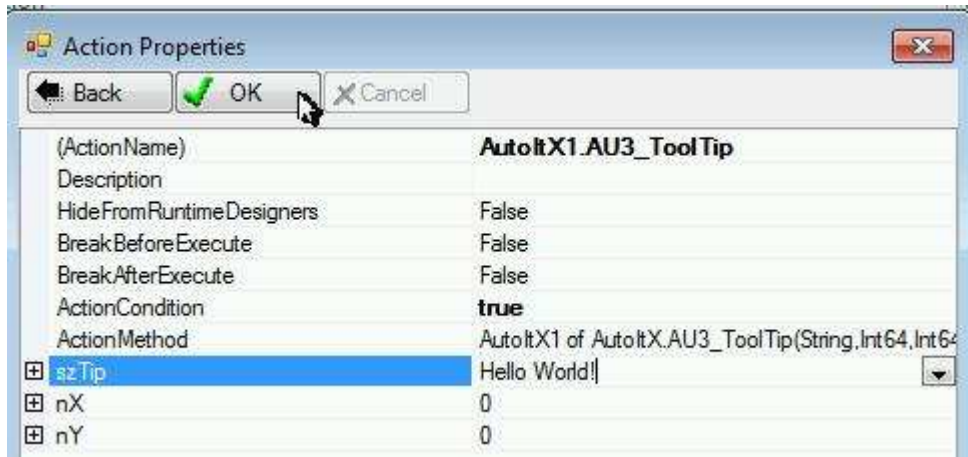 Action Properties
Back OK Cancel
(ActionName) AutoItX1.AU3_ToolTip
Description
HideFromRuntimeDesigners False
BreakBeforeExecute False
BreakAfterExecute False
ActionCondition true
ActionMethod AutoItX1 of AutoItX.AU3_ToolTip(String,Int64,Int64
szTip Hello World!
nX 0
nY 0